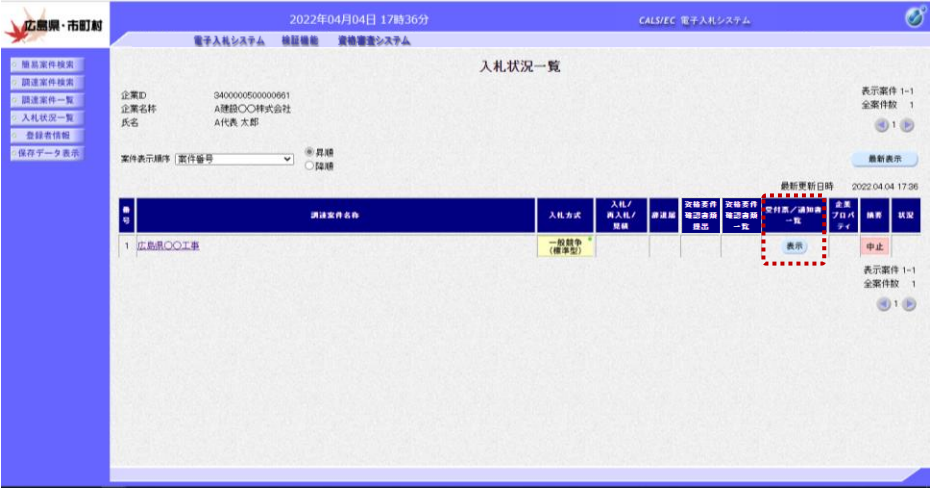 広島県・市町村
2022年04月04日 17時36分
CALS/EC 電子入札システム
電子入札システム 検証機能 資格審査システム
簡易案件検索
調達案件検索
調達案件一覧
入札状況一覧
登録者情報
保存データ表示
入札状況一覧
企業ID 3400000500000661
企業名称 A建設〇〇株式会社
氏名 A代表 太郎
表示案件 1-1
全案件数 1
1
案件表示順序 案件番号
昇順
降順
最新表示
最新更新日時 2022.04.04 17:36
番号 調達案件名称 入札方式 入札/再入札/見積 辞退届 資格要件確認書類提出 資格要件確認書類一覧 受付票/通知書一覧 企業プロパティ 摘要 状況
1 広島県〇〇工事 一般競争(標準型) 表示 中止
表示案件 1-1
全案件数 1
1